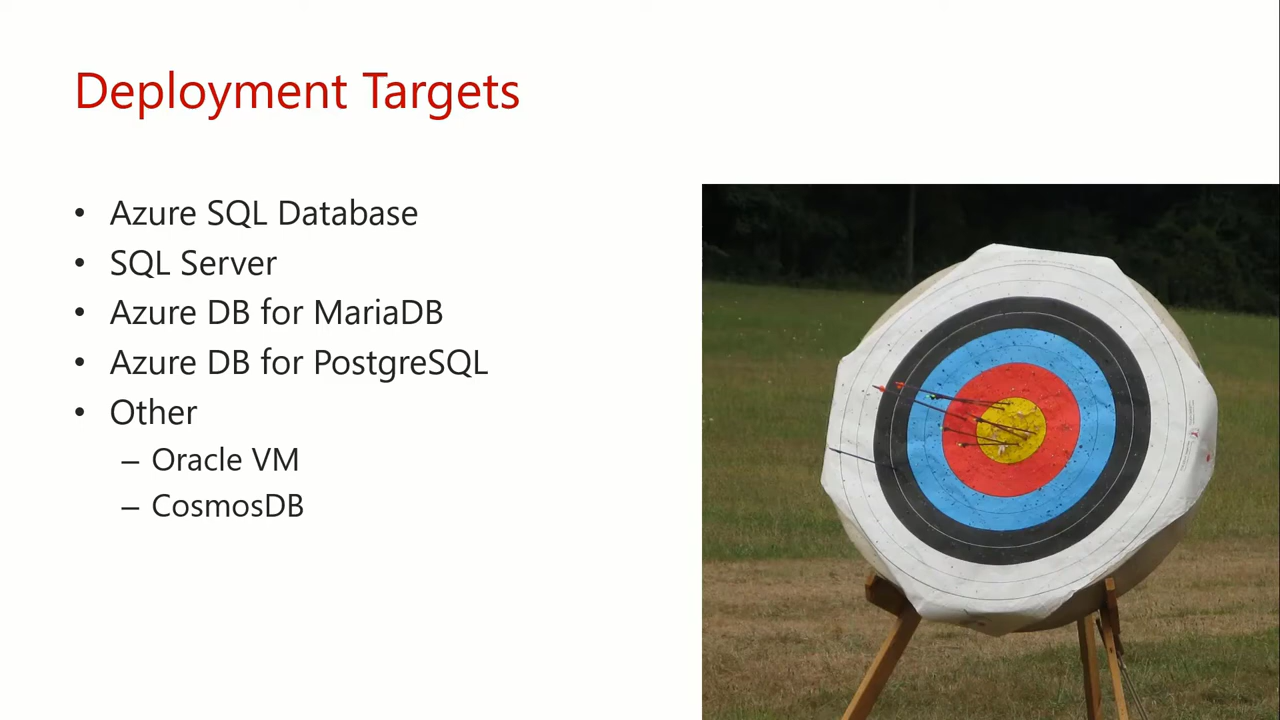 Deployment Targets
• Azure SQL Database
• SQL Server
• Azure DB for MariaDB
• Azure DB for PostgreSQL
• Other
– Oracle VM
– CosmosDB